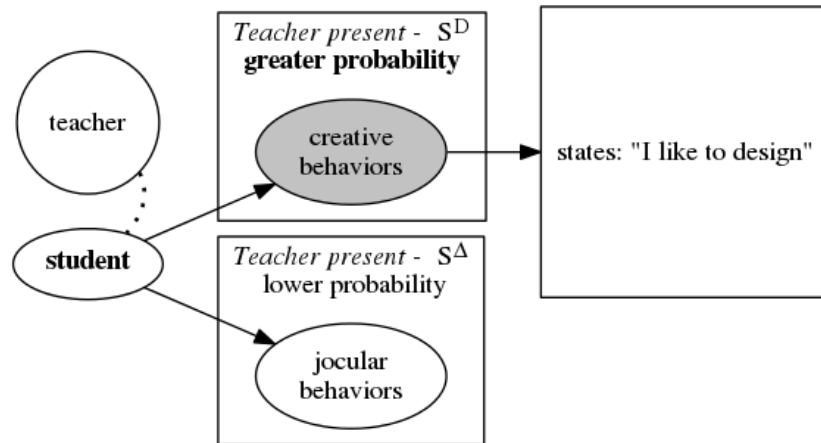 teacher
student
Teacher present - S^D
greater probability
creative
behaviors
states: "I like to design"
Teacher present - S^Δ
lower probability
jocular
behaviors